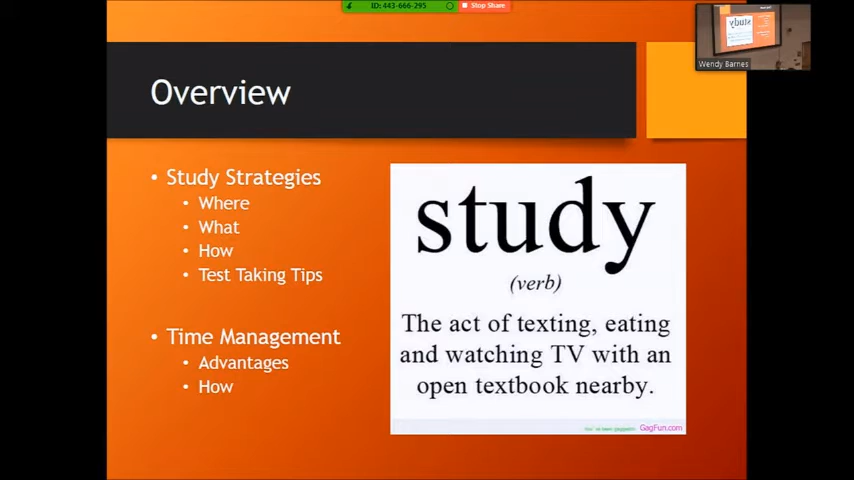 ID: 443-666-295
Stop Share
Wendy Barnes
Overview
• Study Strategies
• Where
• What
• How
• Test Taking Tips
• Time Management
• Advantages
• How
study
(verb)
The act of texting, eating
and watching TV with an
open textbook nearby.
GagFun.com